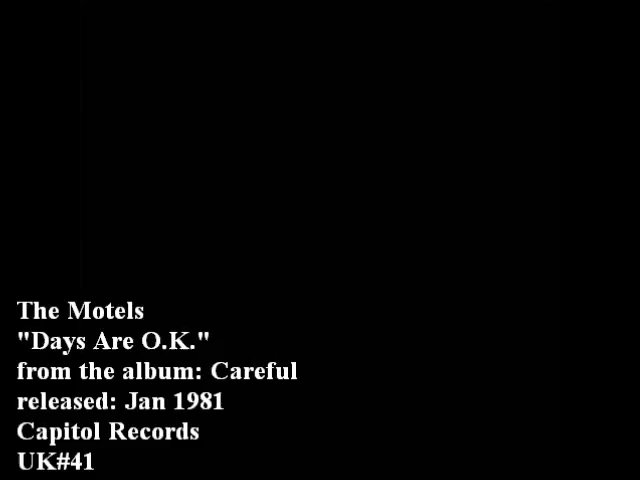 The Motels
"Days Are O.K."
from the album: Careful
released: Jan 1981
Capitol Records
UK#41